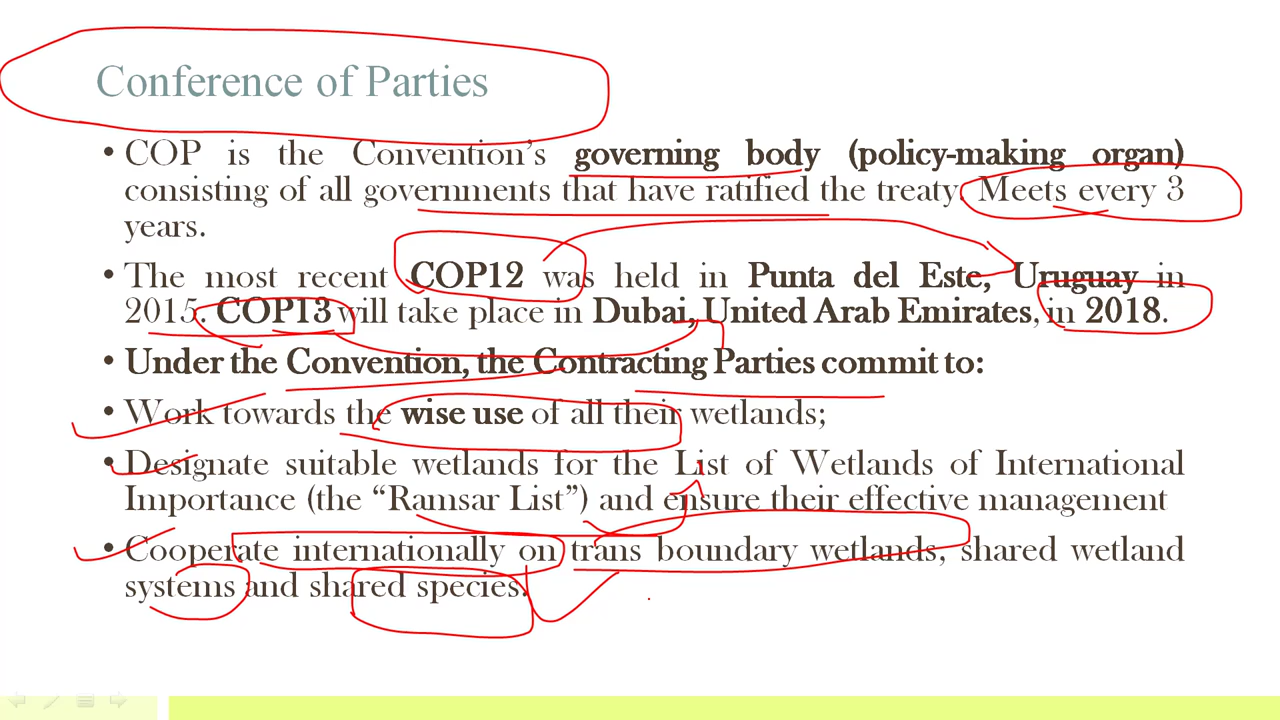 Conference of Parties
• COP is the Convention's governing body (policy-making organ)
consisting of all governments that have ratified the treaty. Meets every 3
years.
• The most recent COP12 was held in Punta del Este, Uruguay in
2015. COP13 will take place in Dubai, United Arab Emirates, in 2018.
• Under the Convention, the Contracting Parties commit to:
• Work towards the wise use of all their wetlands;
• Designate suitable wetlands for the List of Wetlands of International
Importance (the “Ramsar List”) and ensure their effective management
• Cooperate internationally on trans boundary wetlands, shared wetland
systems and shared species.